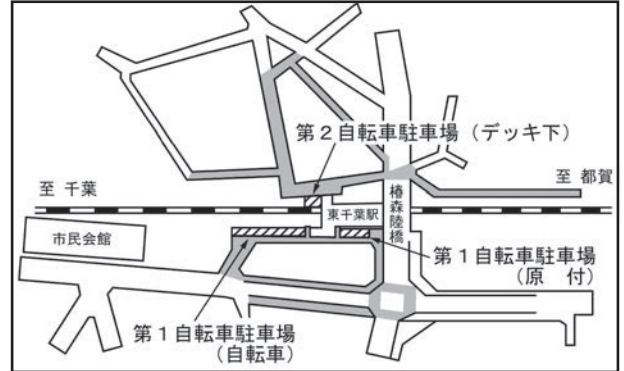 第２自転車駐車場（デッキ下）
至 千葉
至 都賀
東千葉駅
椿森陸橋
市民会館
第１自転車駐車場
（原　付）
第１自転車駐車場
（自転車）